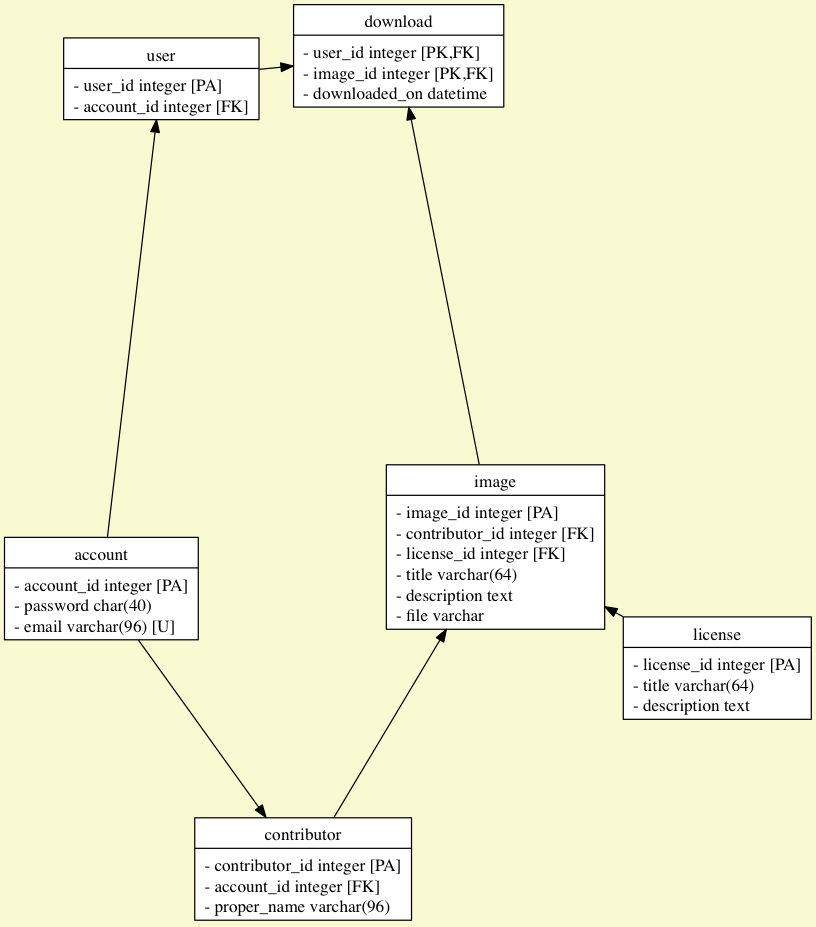 download
- user_id integer [PK,FK]
- image_id integer [PK,FK]
- downloaded_on datetime
user
- user_id integer [PA]
- account_id integer [FK]
image
- image_id integer [PA]
- contributor_id integer [FK]
- license_id integer [FK]
- title varchar(64)
- description text
- file varchar
account
- account_id integer [PA]
- password char(40)
- email varchar(96) [U]
license
- license_id integer [PA]
- title varchar(64)
- description text
contributor
- contributor_id integer [PA]
- account_id integer [FK]
- proper_name varchar(96)